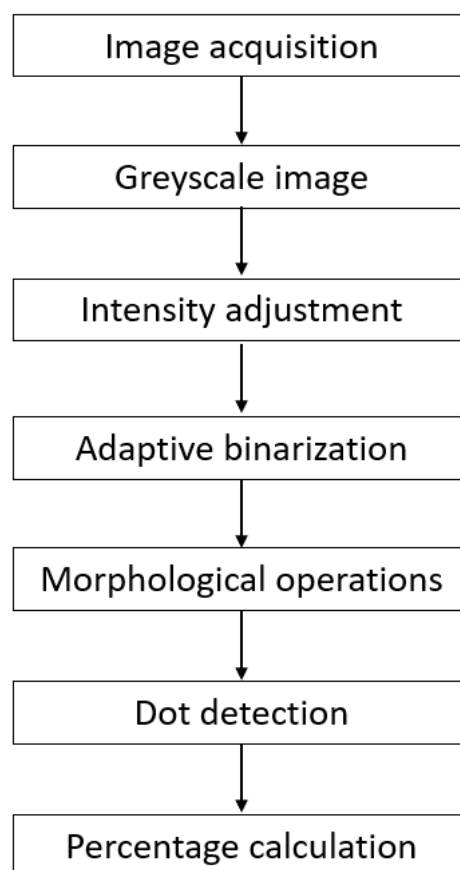 Image acquisition
Greyscale image
Intensity adjustment
Adaptive binarization
Morphological operations
Dot detection
Percentage calculation